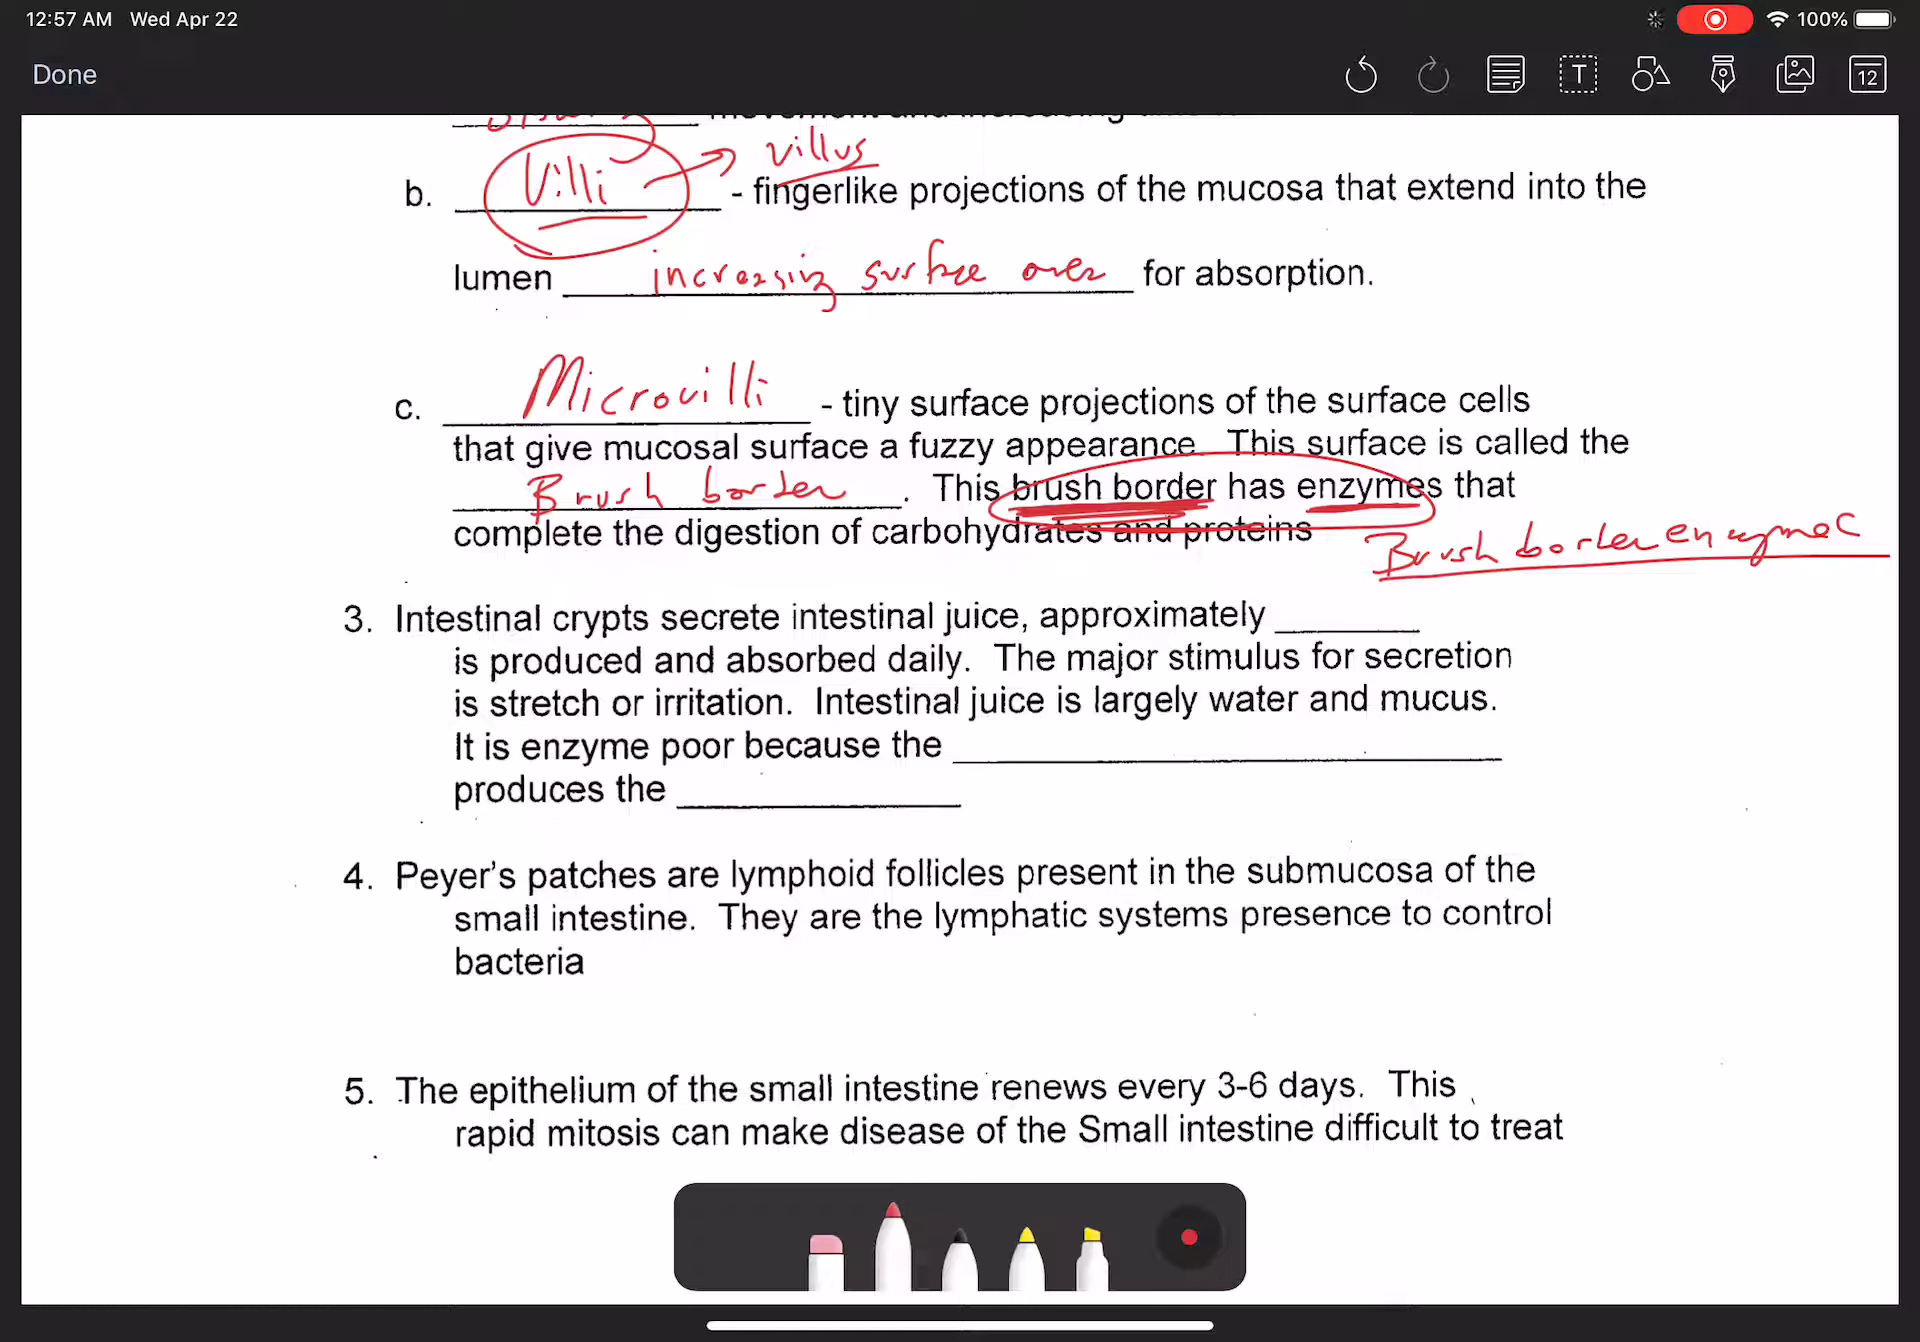 12:57 AM Wed Apr 22
100%
Done
T
12
villus
b. Villi - fingerlike projections of the mucosa that extend into the
lumen increasing surface area for absorption.
c. Microvilli - tiny surface projections of the surface cells
that give mucosal surface a fuzzy appearance. This surface is called the
Brush border. This brush border has enzymes that
complete the digestion of carbohydrates and proteins
Brush border enzymes
3. Intestinal crypts secrete intestinal juice, approximately
is produced and absorbed daily. The major stimulus for secretion
is stretch or irritation. Intestinal juice is largely water and mucus.
It is enzyme poor because the
produces the
4. Peyer's patches are lymphoid follicles present in the submucosa of the
small intestine. They are the lymphatic systems presence to control
bacteria
5. The epithelium of the small intestine renews every 3-6 days. This
rapid mitosis can make disease of the Small intestine difficult to treat